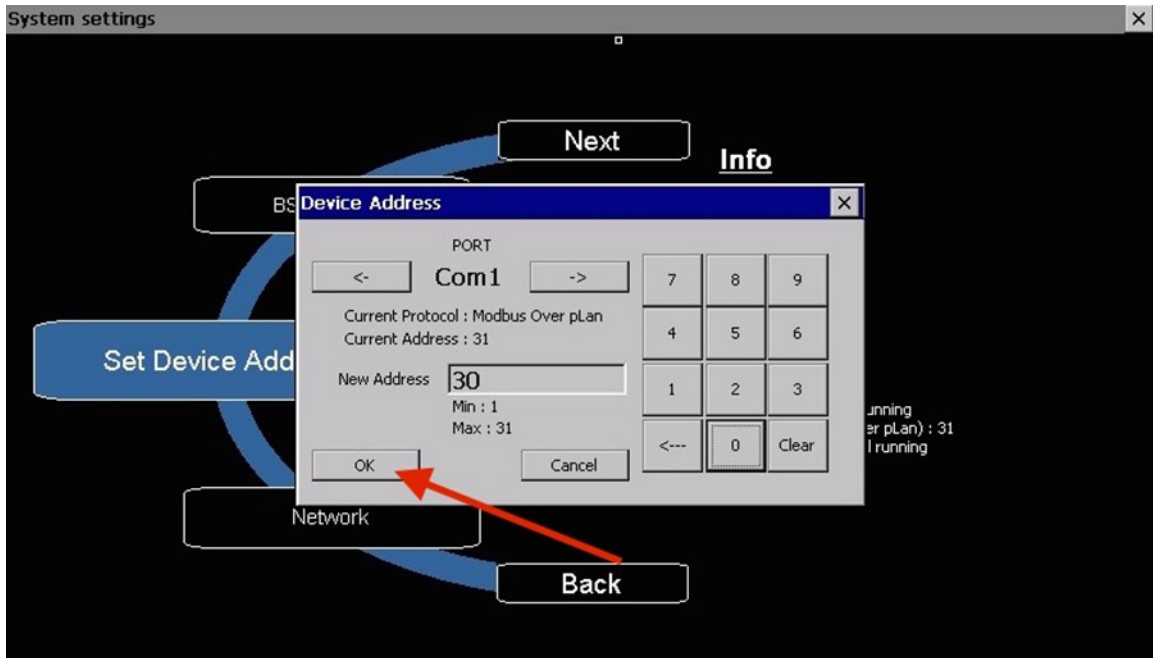 System settings
Next
Info
BS
Device Address
PORT
<- Com1 ->
Current Protocol : Modbus Over pLan
Current Address : 31
New Address 30
Min : 1
Max : 31
OK Cancel
7 8 9
4 5 6
1 2 3
<--- 0 Clear
Set Device Add
unning
er pLan) : 31
l running
Network
Back